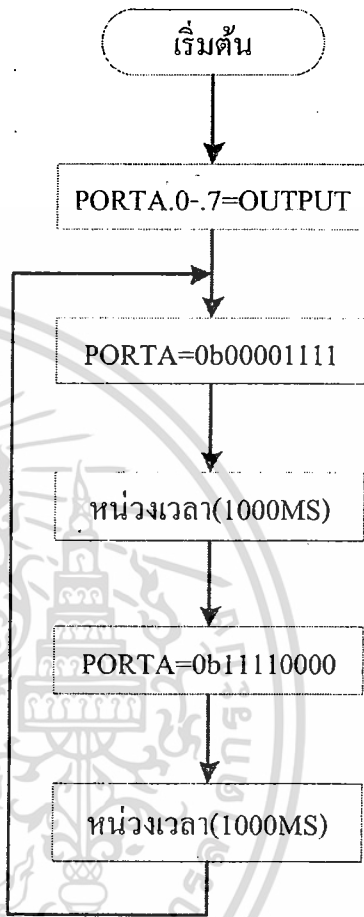 เริ่มต้น
PORTA.0-.7=OUTPUT
PORTA=0b00001111
หน่วงเวลา(1000MS)
PORTA=0b11110000
หน่วงเวลา(1000MS)